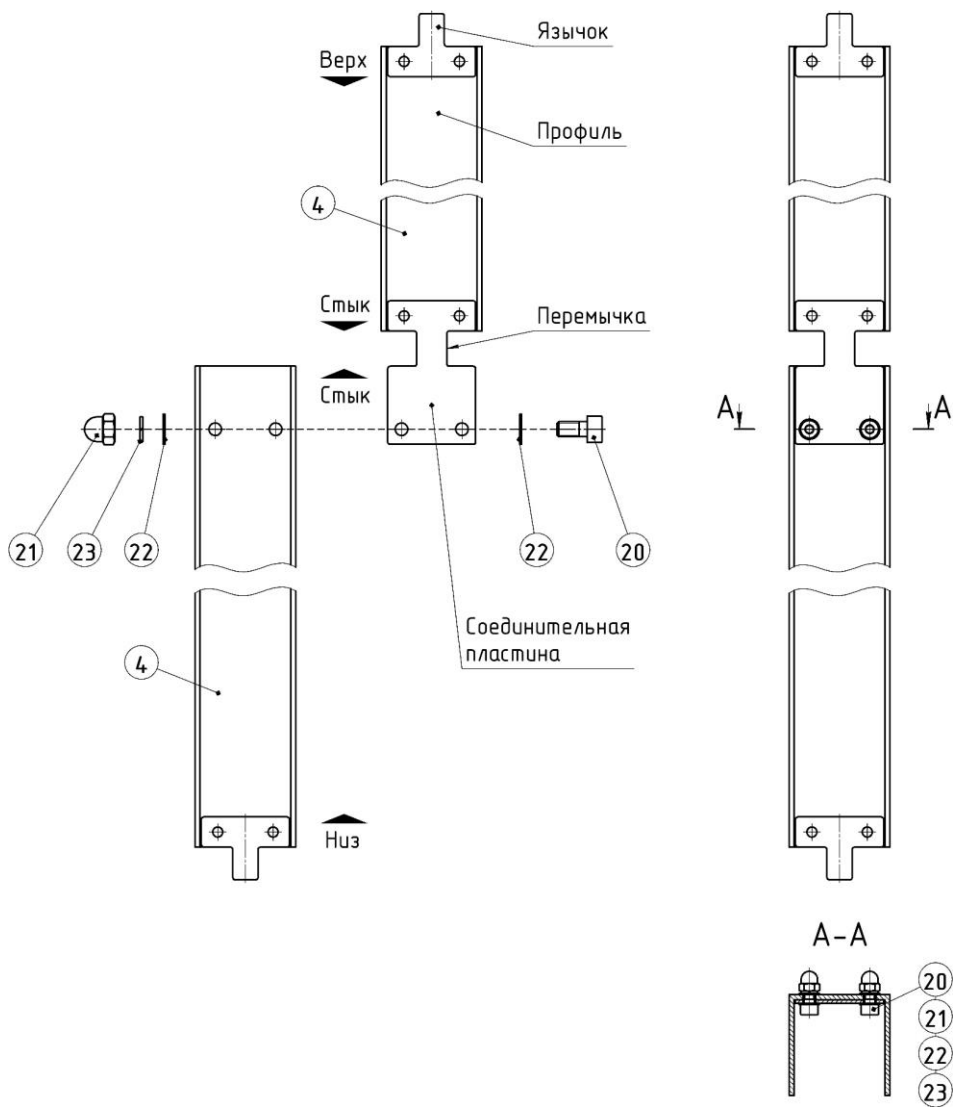 Язычок
Верх
Профиль
4
Стык
Перемычка
Стык
А
А
21
23
22
22
20
Соединительная
пластина
4
Низ
А-А
20
21
22
23